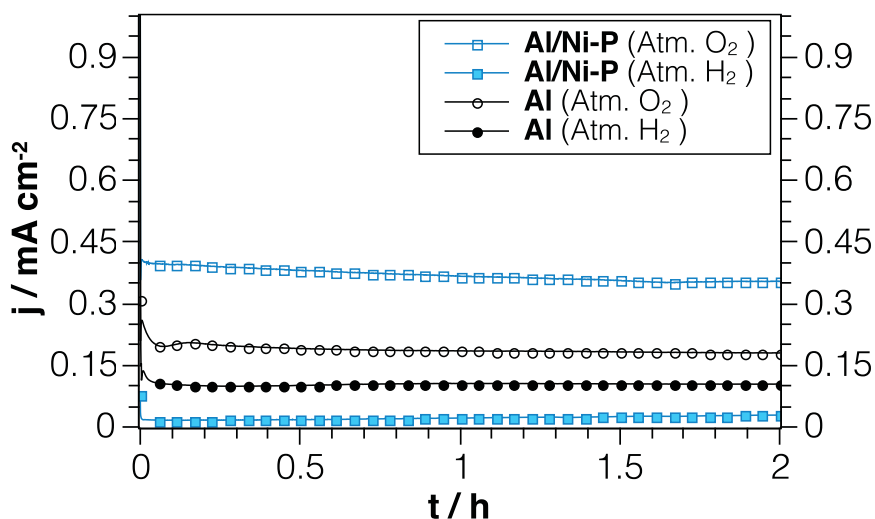 Al/Ni-P (Atm. O₂ )
Al/Ni-P (Atm. H₂ )
Al (Atm. O₂ )
Al (Atm. H₂ )
0.9 0.9
0.75 0.75
0.6 0.6
0.45 0.45
0.3 0.3
0.15 0.15
0 0
j / mA cm⁻²
0 0.5 1 1.5 2
t / h